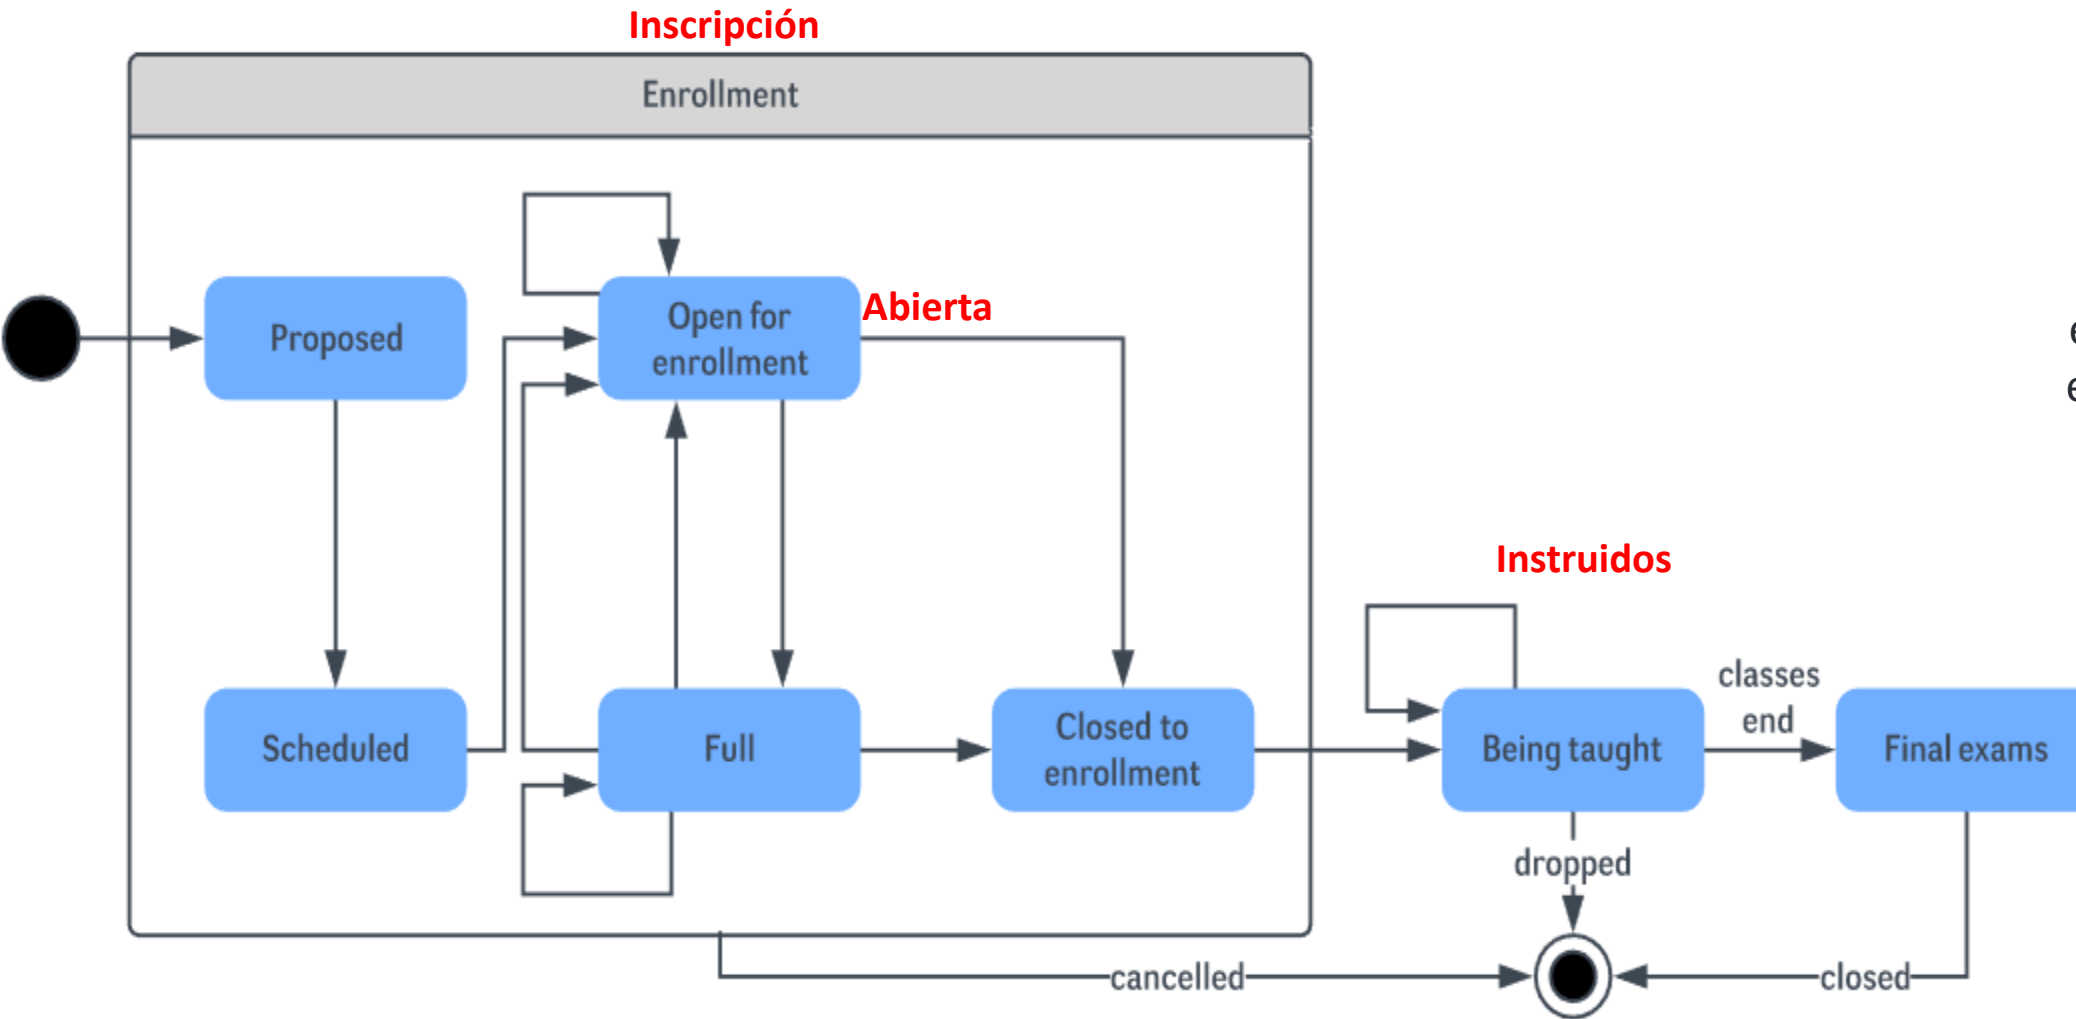 Inscripción
Enrollment
Open for
enrollment
Abierta
Proposed
Instruidos
classes
end
Scheduled
Full
Closed to
enrollment
Being taught
Final exams
dropped
cancelled
closed